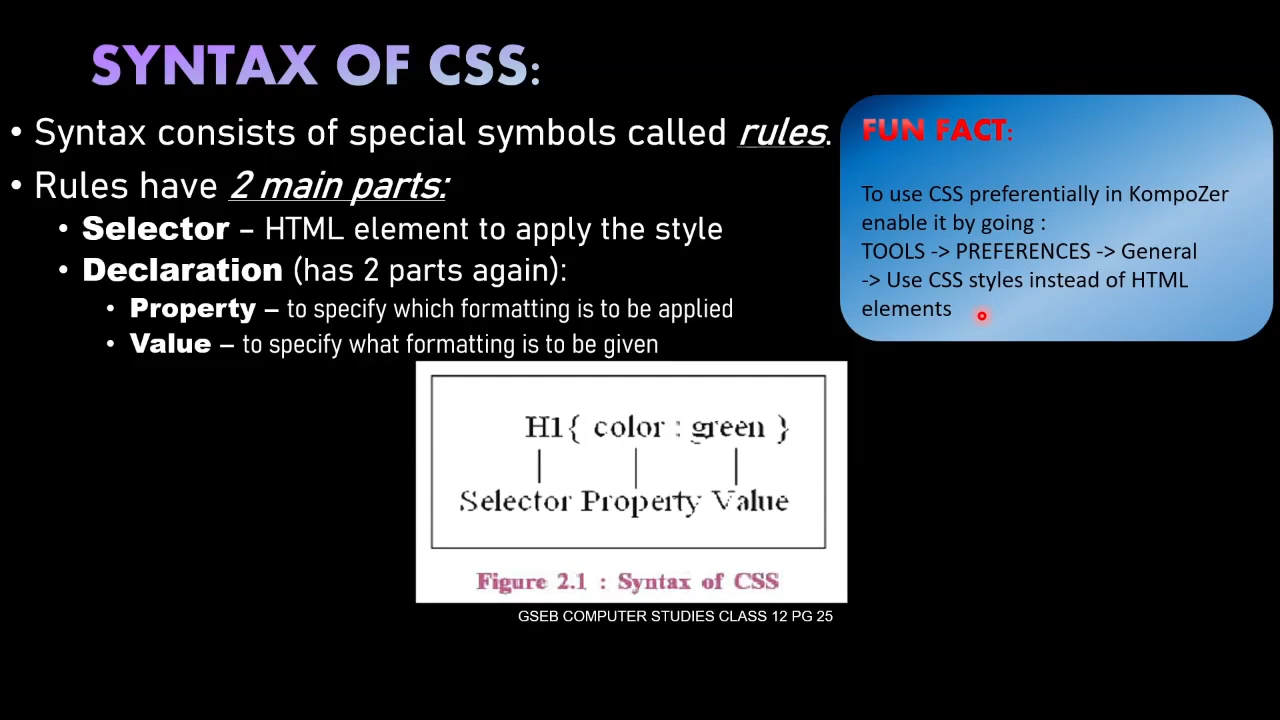 SYNTAX OF CSS:
• Syntax consists of special symbols called rules.
• Rules have 2 main parts:
• Selector – HTML element to apply the style
• Declaration (has 2 parts again):
• Property – to specify which formatting is to be applied
• Value – to specify what formatting is to be given
FUN FACT:
To use CSS preferentially in KompoZer
enable it by going :
TOOLS -> PREFERENCES -> General
-> Use CSS styles instead of HTML
elements
H1{ color : green }
Selector Property Value
Figure 2.1 : Syntax of CSS
GSEB COMPUTER STUDIES CLASS 12 PG 25